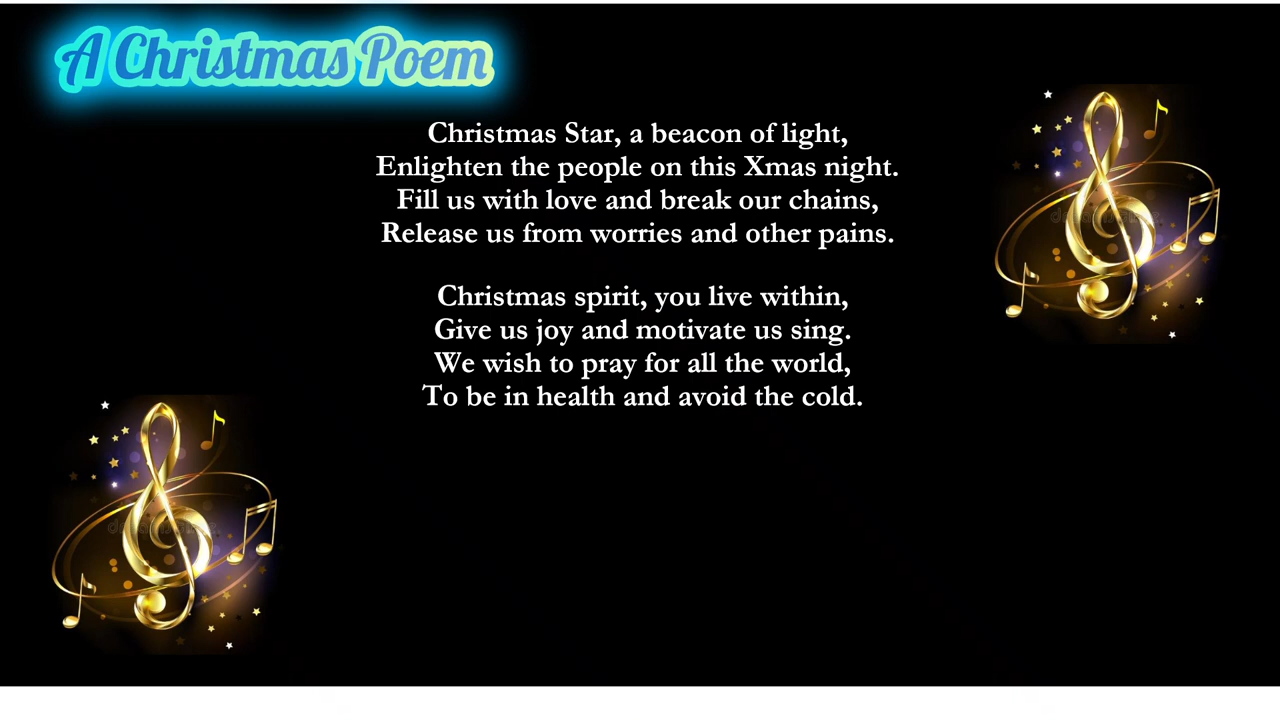 A Christmas Poem
Christmas Star, a beacon of light,
Enlighten the people on this Xmas night.
Fill us with love and break our chains,
Release us from worries and other pains.
Christmas spirit, you live within,
Give us joy and motivate us sing.
We wish to pray for all the world,
To be in health and avoid the cold.